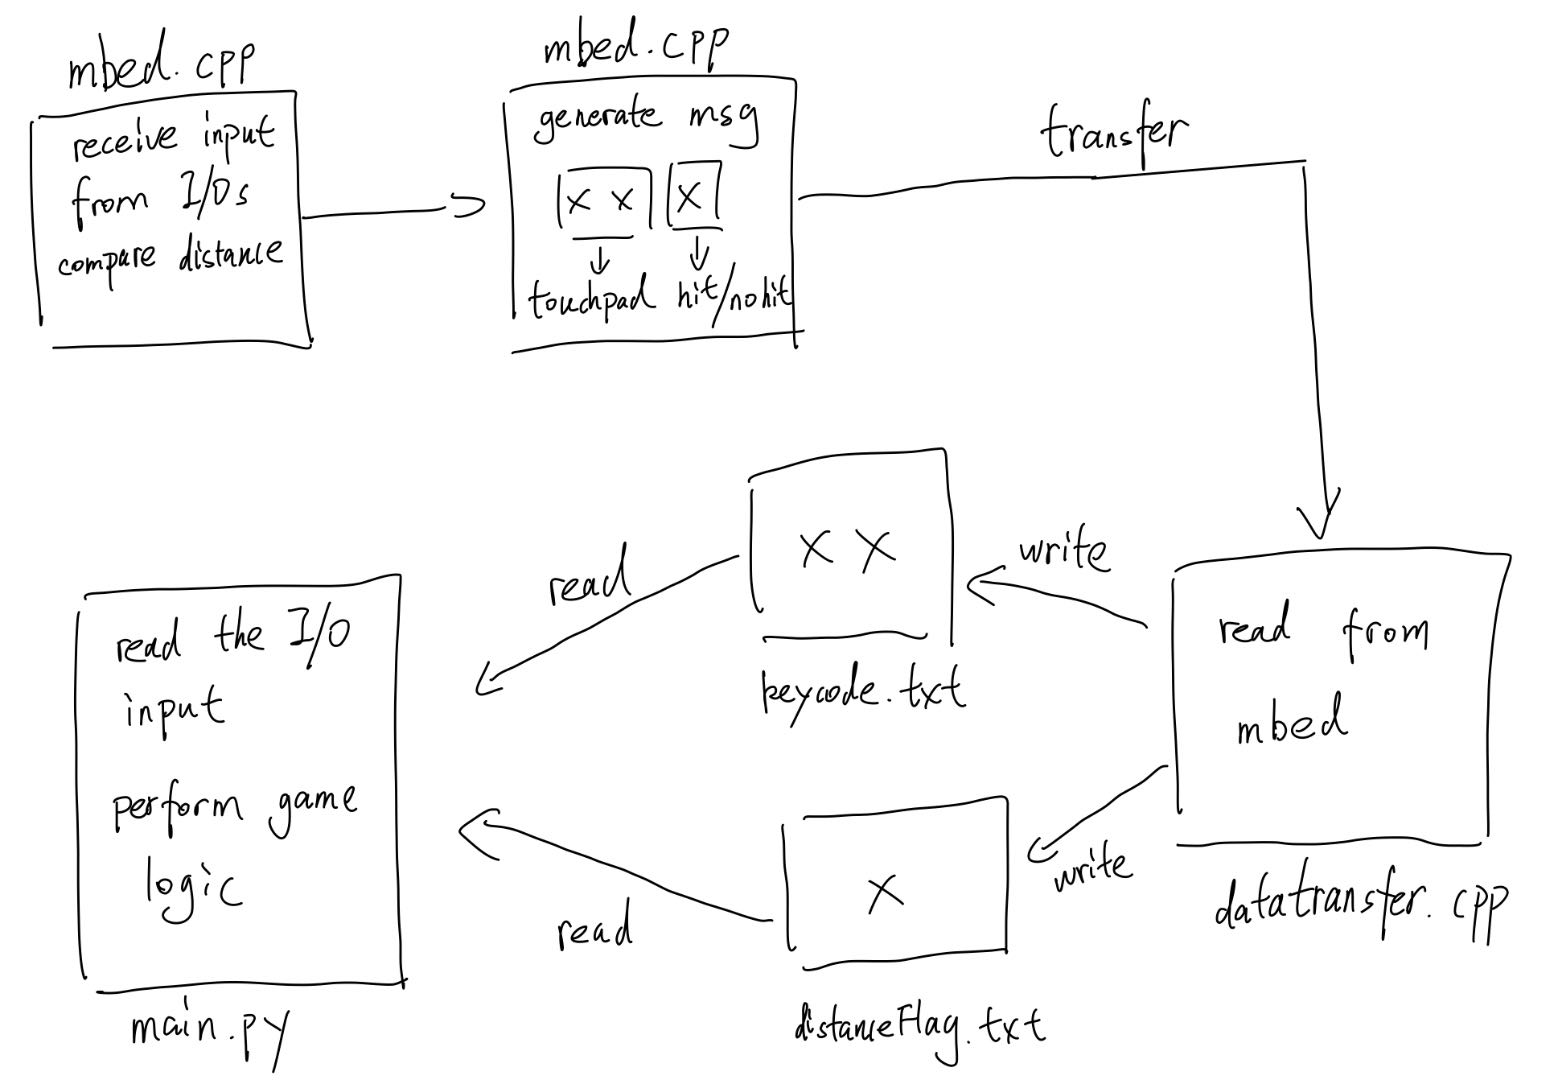 mbed.cpp
receive input
from I/Os
compare distance
mbed.cpp
generate msg
X X X
touchpad hit/nohit
transfer
read from
mbed
datatransfer.cpp
write
X X
keycode.txt
write
X
distanceFlag.txt
read
read
read the I/O
input
perform game
logic
main.py